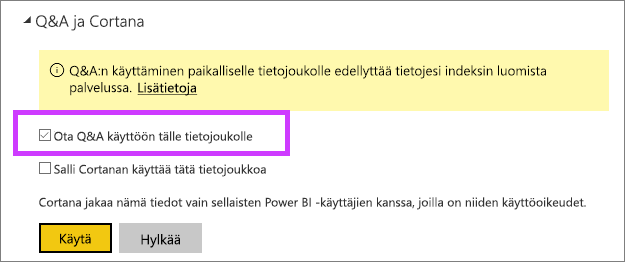 Q&A ja Cortana
Q&A:n käyttäminen paikalliselle tietojoukolle edellyttää tietojesi indeksin luomista
palvelussa. Lisätietoja
Ota Q&A käyttöön tälle tietojoukolle
Salli Cortanan käyttää tätä tietojoukkoa
Cortana jakaa nämä tiedot vain sellaisten Power BI -käyttäjien kanssa, joilla on niiden käyttöoikeudet.
Käytä
Hylkää